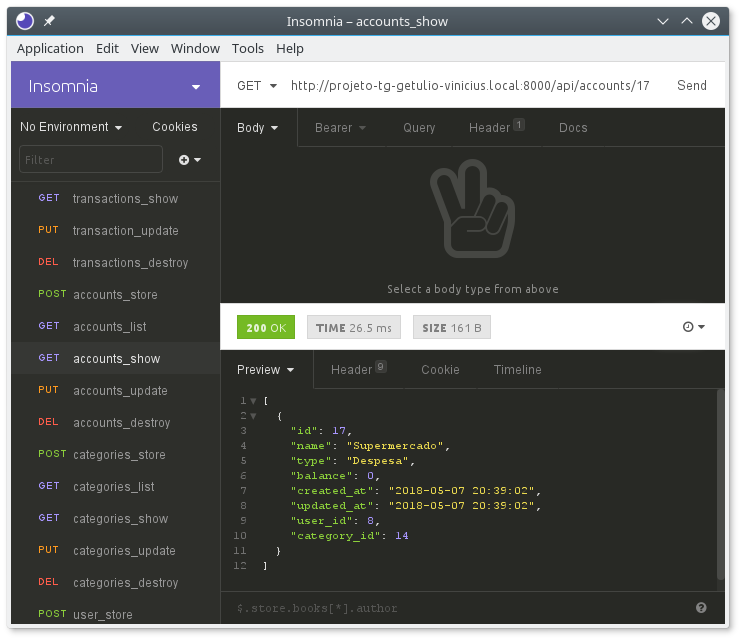 Insomnia – accounts_show
Application Edit View Window Tools Help
Insomnia
GET http://projeto-tg-getulio-vinicius.local:8000/api/accounts/17 Send
No Environment Cookies
Filter
GET transactions_show
PUT transaction_update
DEL transactions_destroy
POST accounts_store
GET accounts_list
GET accounts_show
PUT accounts_update
DEL accounts_destroy
POST categories_store
GET categories_list
GET categories_show
PUT categories_update
DEL categories_destroy
POST user_store
Body Bearer Query Header 1 Docs
Select a body type from above
200 OK TIME 26.5 ms SIZE 161 B
Preview Header 9 Cookie Timeline
1 [
2 {
3 "id": 17,
4 "name": "Supermercado",
5 "type": "Despesa",
6 "balance": 0,
7 "created_at": "2018-05-07 20:39:02",
8 "updated_at": "2018-05-07 20:39:02",
9 "user_id": 8,
10 "category_id": 14
11 }
12 ]
$.store.books[*].author ?